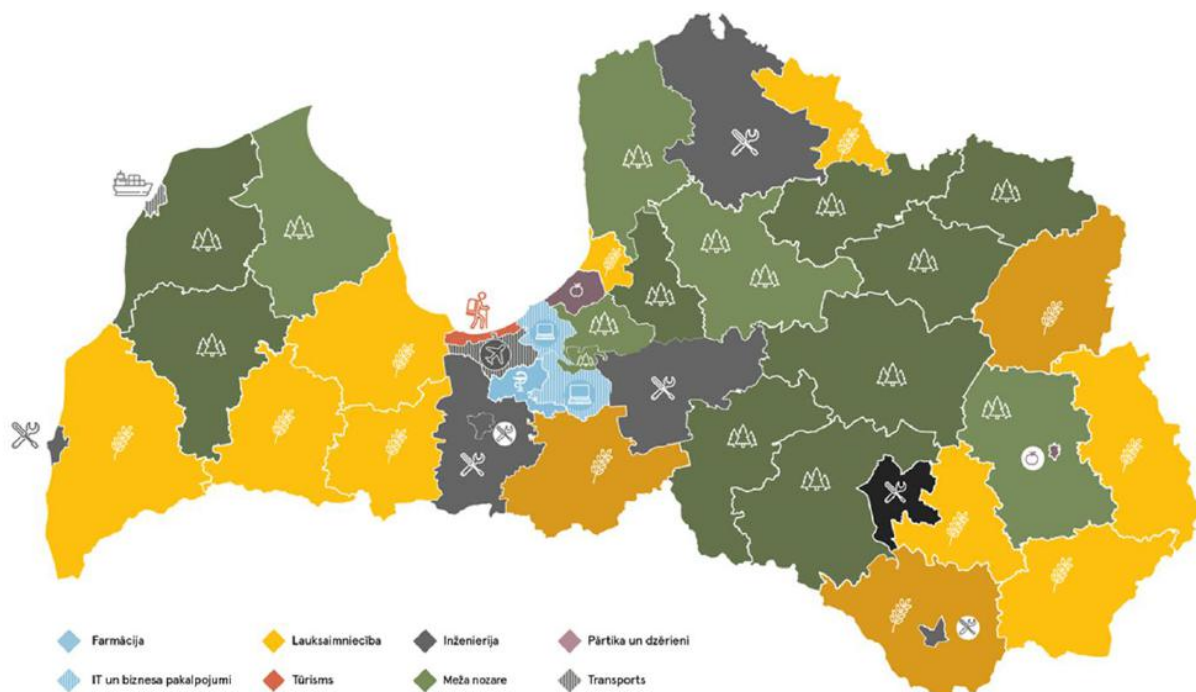 Farmācija
Lauksaimniecība
Inženierija
Pārtika un dzērieni
IT un biznesa pakalpojumi
Tūrisms
Meža nozare
Transports